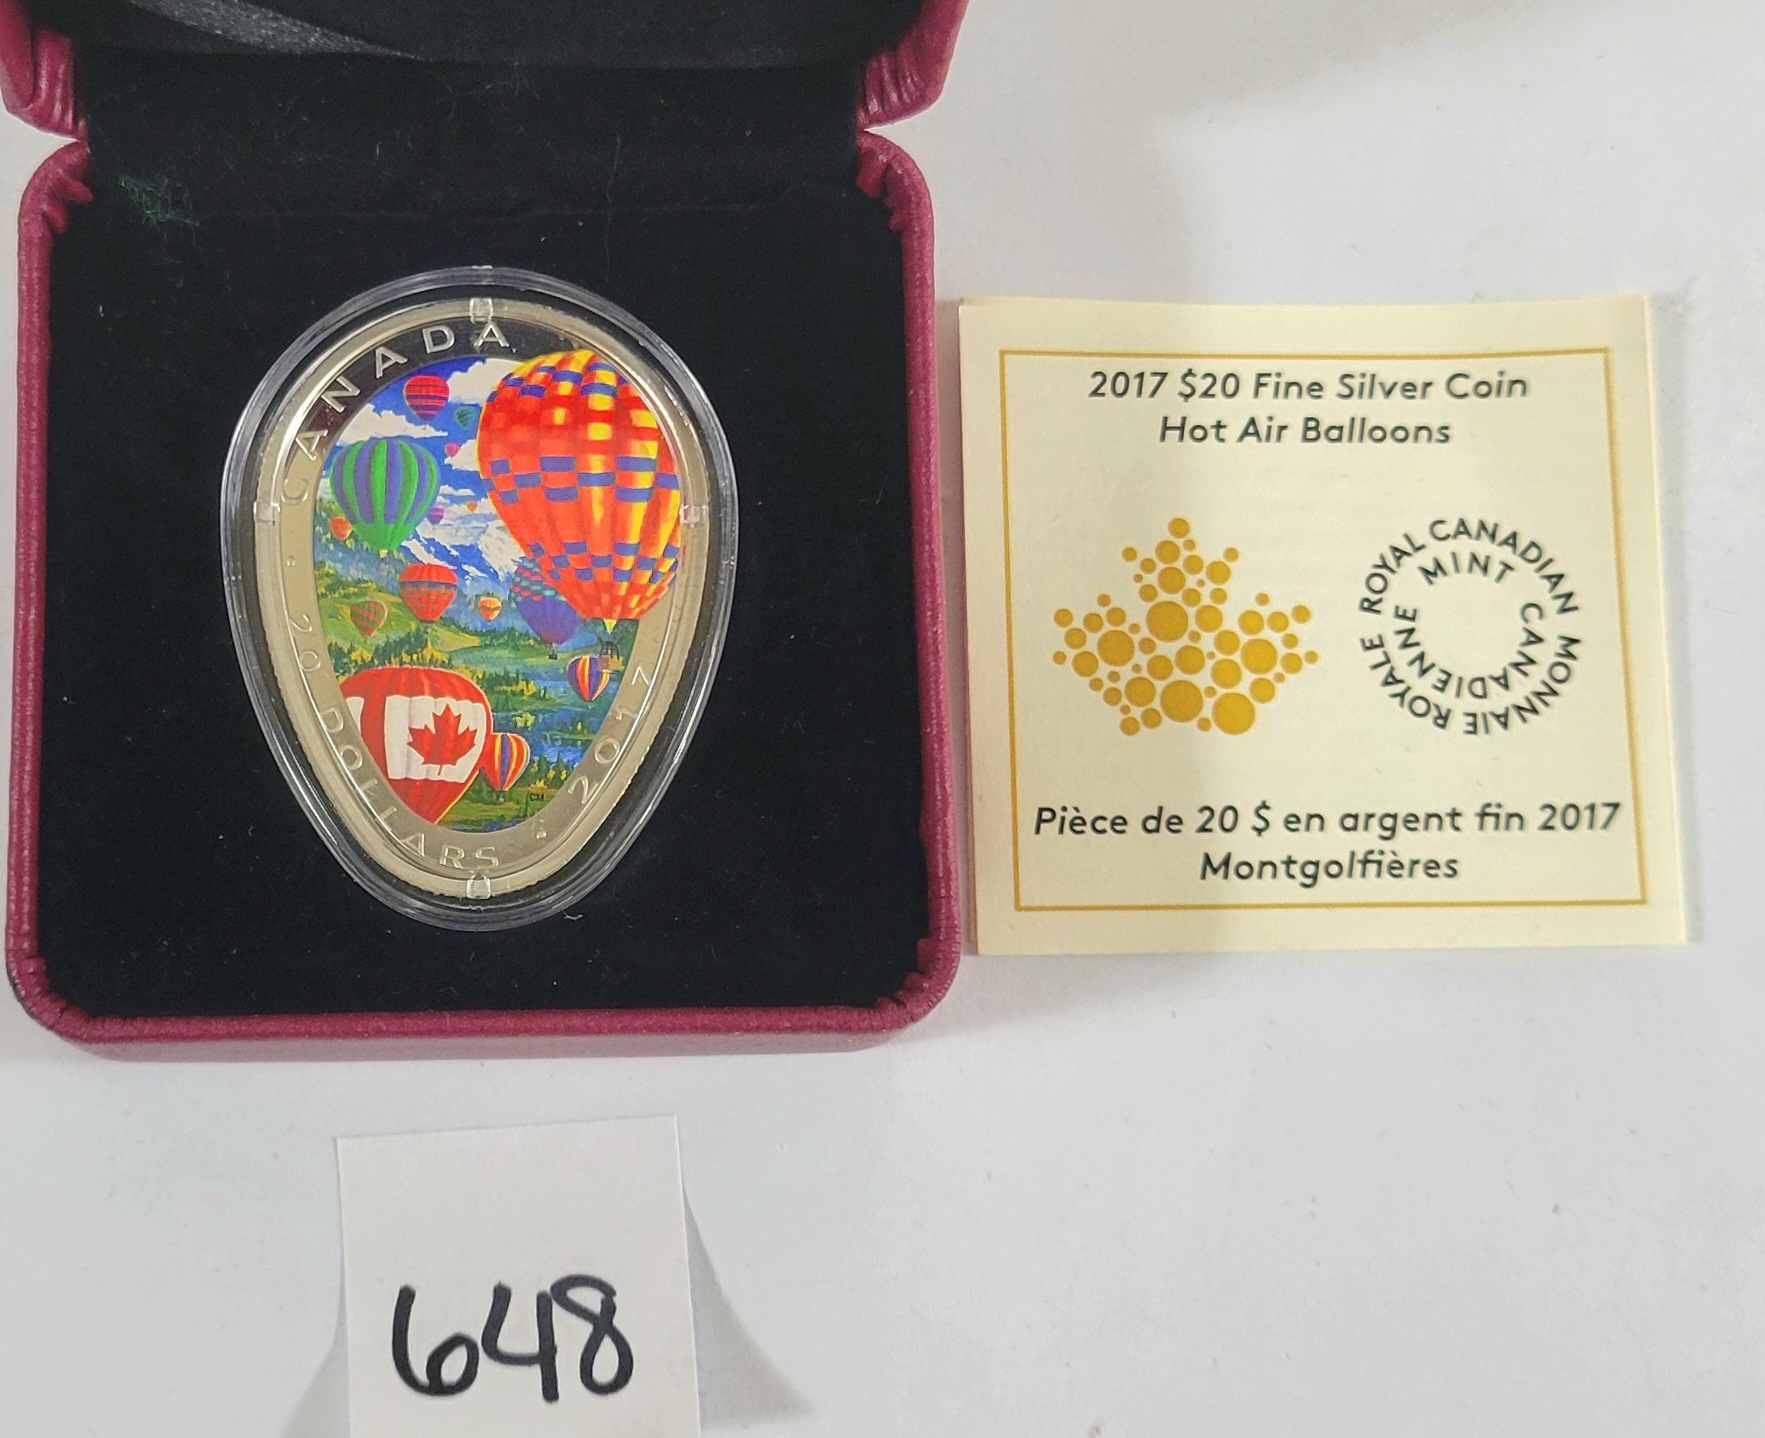 CANADA
20 DOLLARS
2017
CM
2017 $20 Fine Silver Coin
Hot Air Balloons
ROYAL CANADIAN MINT
MONNAIE ROYALE CANADIENNE
Pièce de 20 $ en argent fin 2017
Montgolfières
648